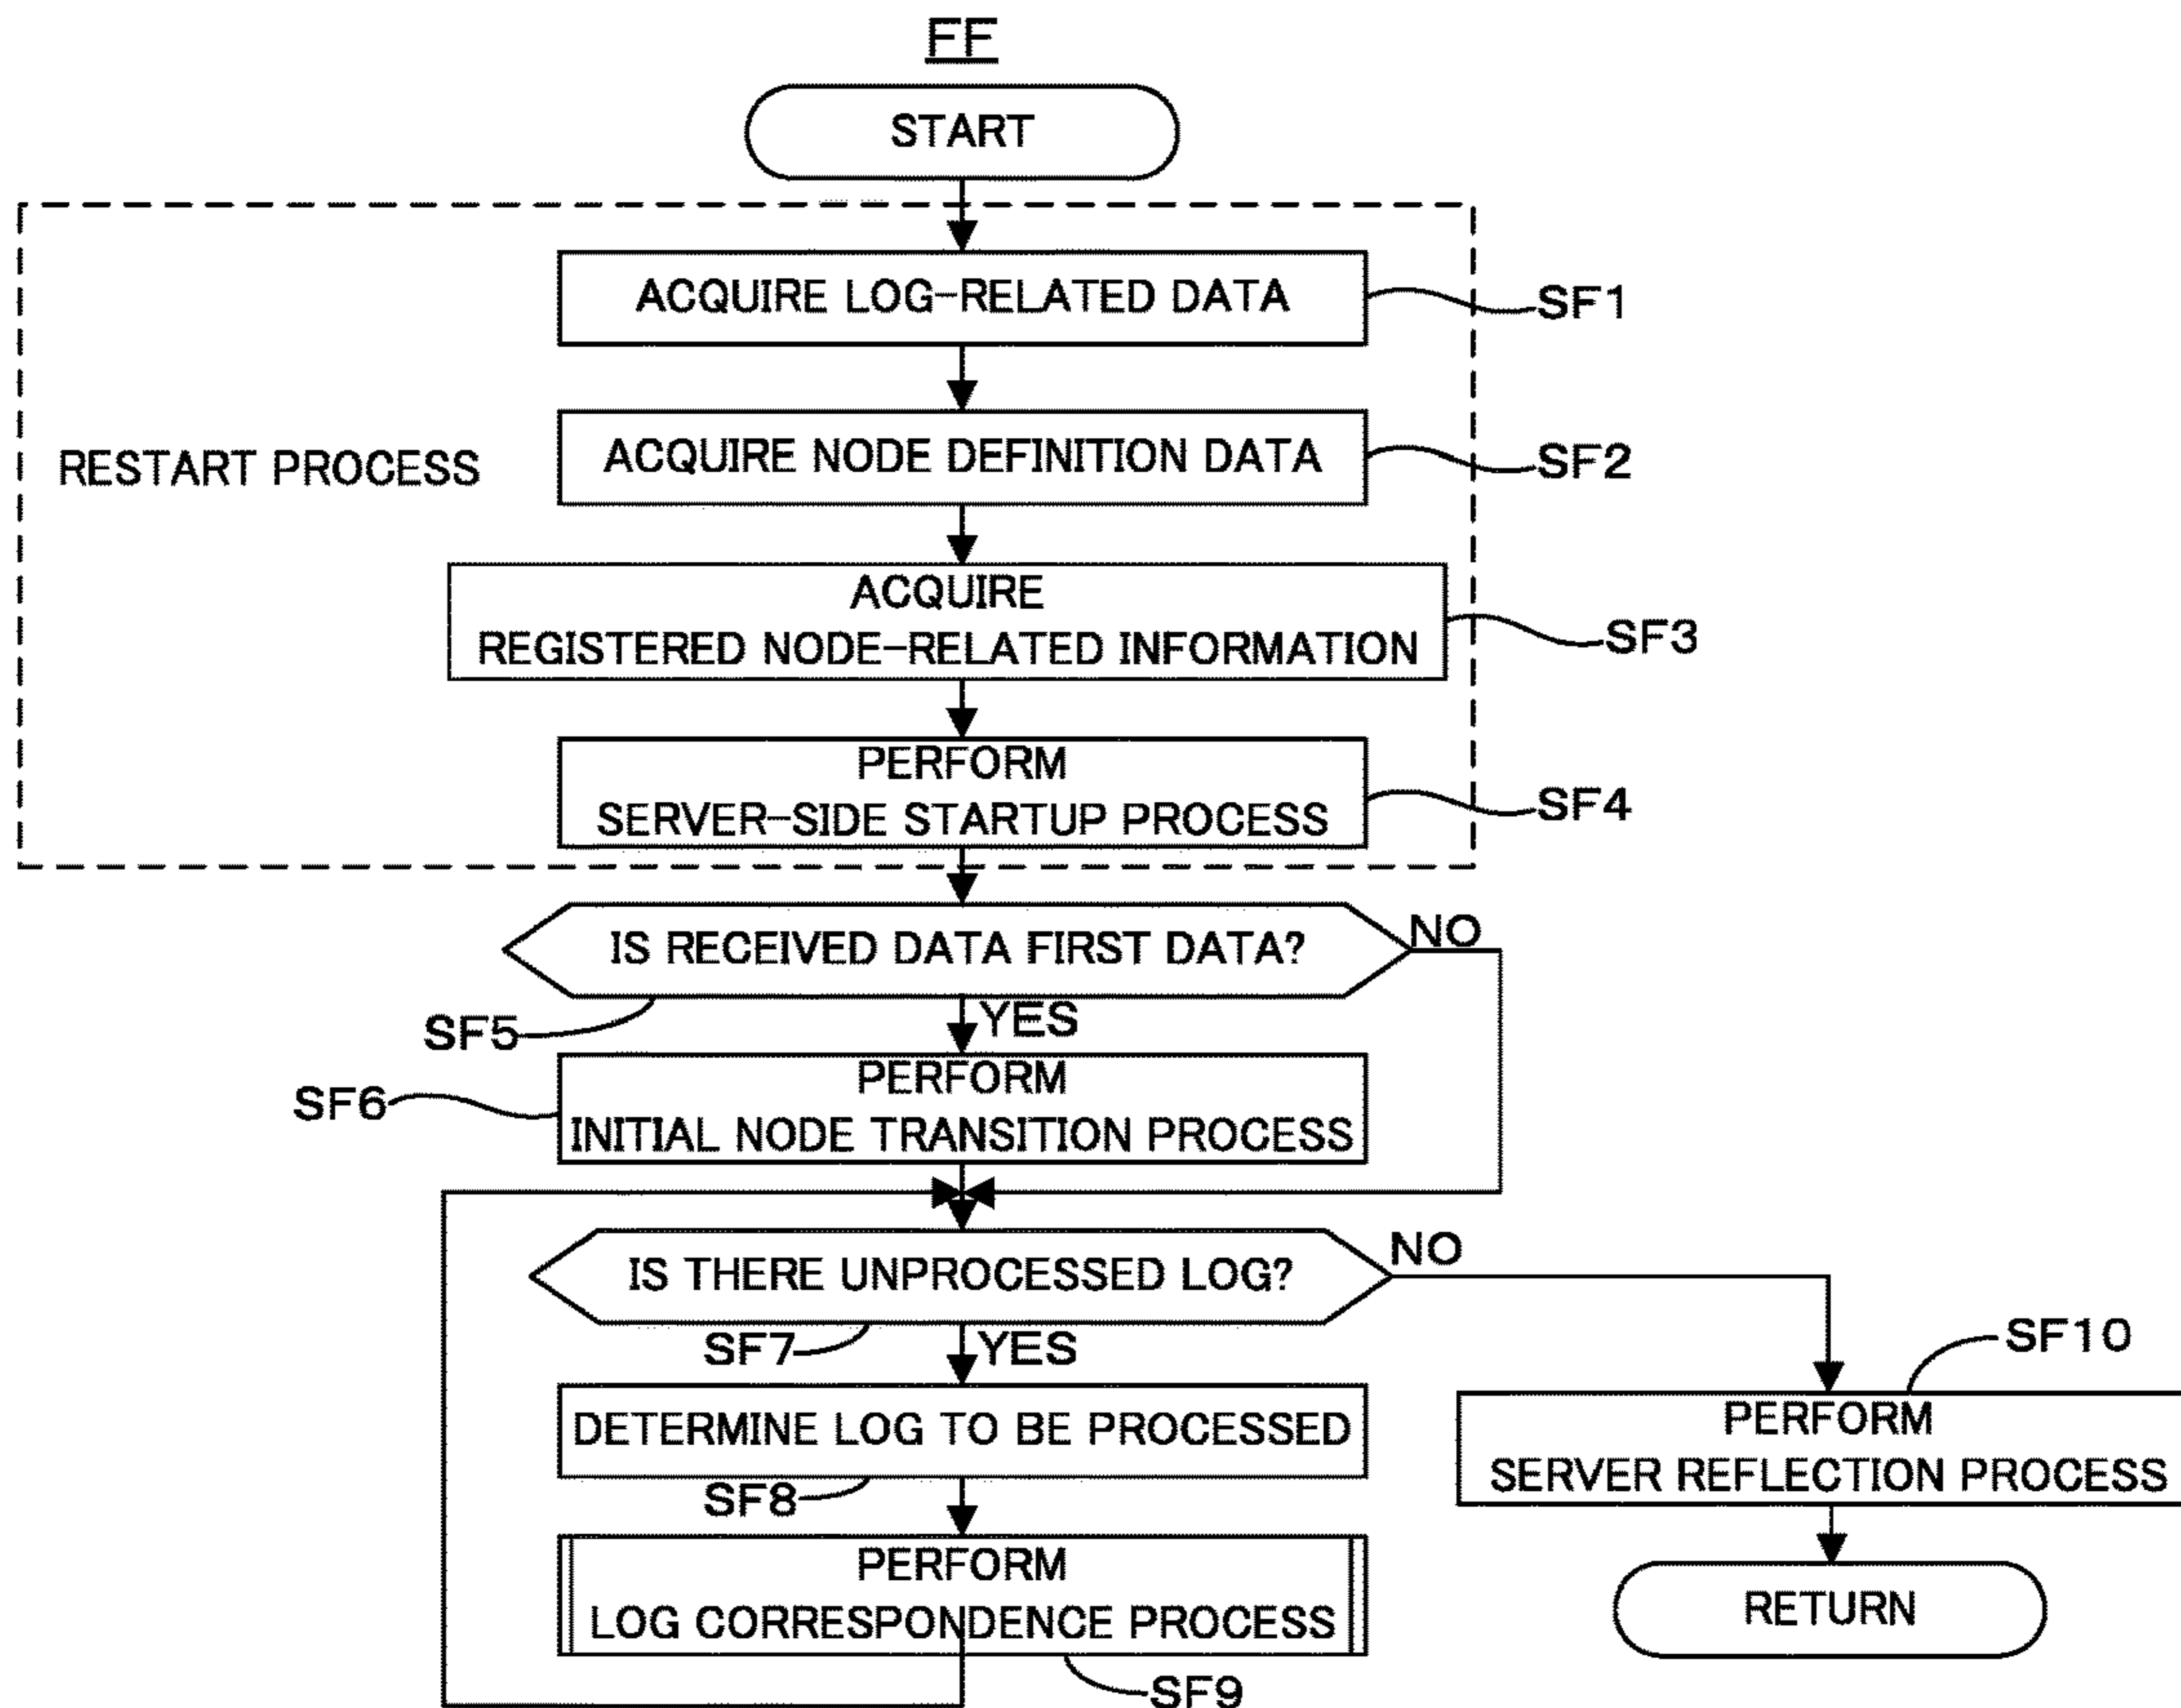 FF
START
ACQUIRE LOG-RELATED DATA
SF1
RESTART PROCESS
ACQUIRE NODE DEFINITION DATA
SF2
ACQUIRE
REGISTERED NODE-RELATED INFORMATION
SF3
PERFORM
SERVER-SIDE STARTUP PROCESS
SF4
IS RECEIVED DATA FIRST DATA?
NO
SF5
YES
PERFORM
INITIAL NODE TRANSITION PROCESS
SF6
IS THERE UNPROCESSED LOG?
NO
SF7
YES
DETERMINE LOG TO BE PROCESSED
SF8
PERFORM
LOG CORRESPONDENCE PROCESS
SF9
SF10
PERFORM
SERVER REFLECTION PROCESS
RETURN